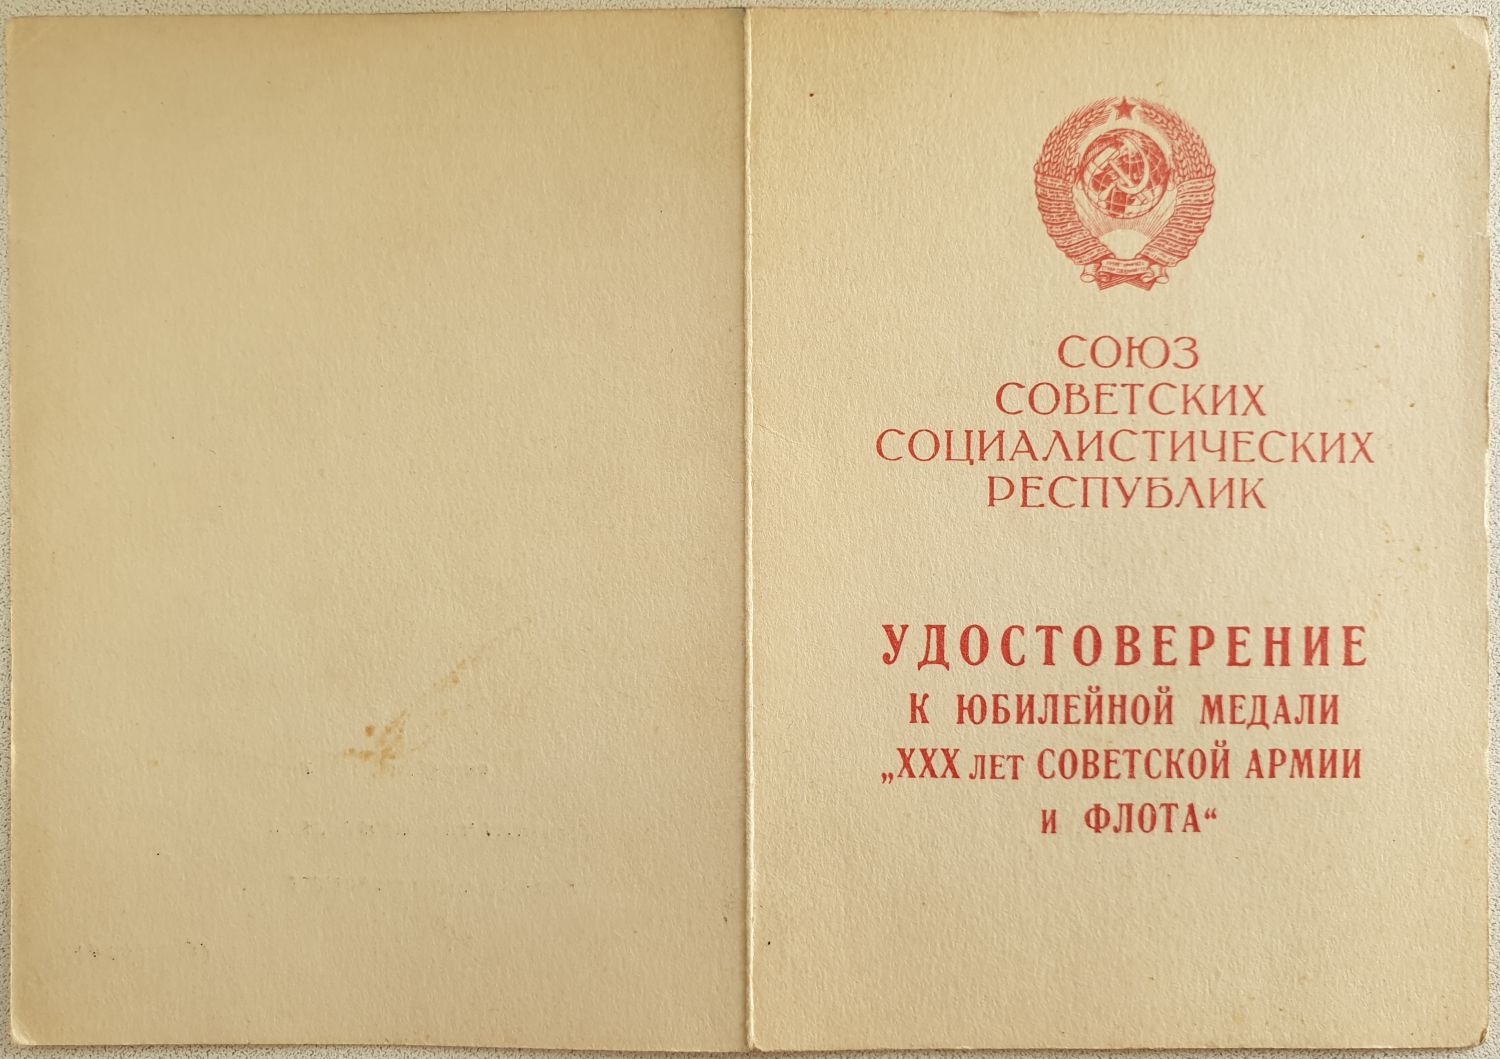 СОЮЗ
СОВЕТСКИХ
СОЦИАЛИСТИЧЕСКИХ
РЕСПУБЛИК
УДОСТОВЕРЕНИЕ
К ЮБИЛЕЙНОЙ МЕДАЛИ
„XXX ЛЕТ СОВЕТСКОЙ АРМИИ
И ФЛОТА“